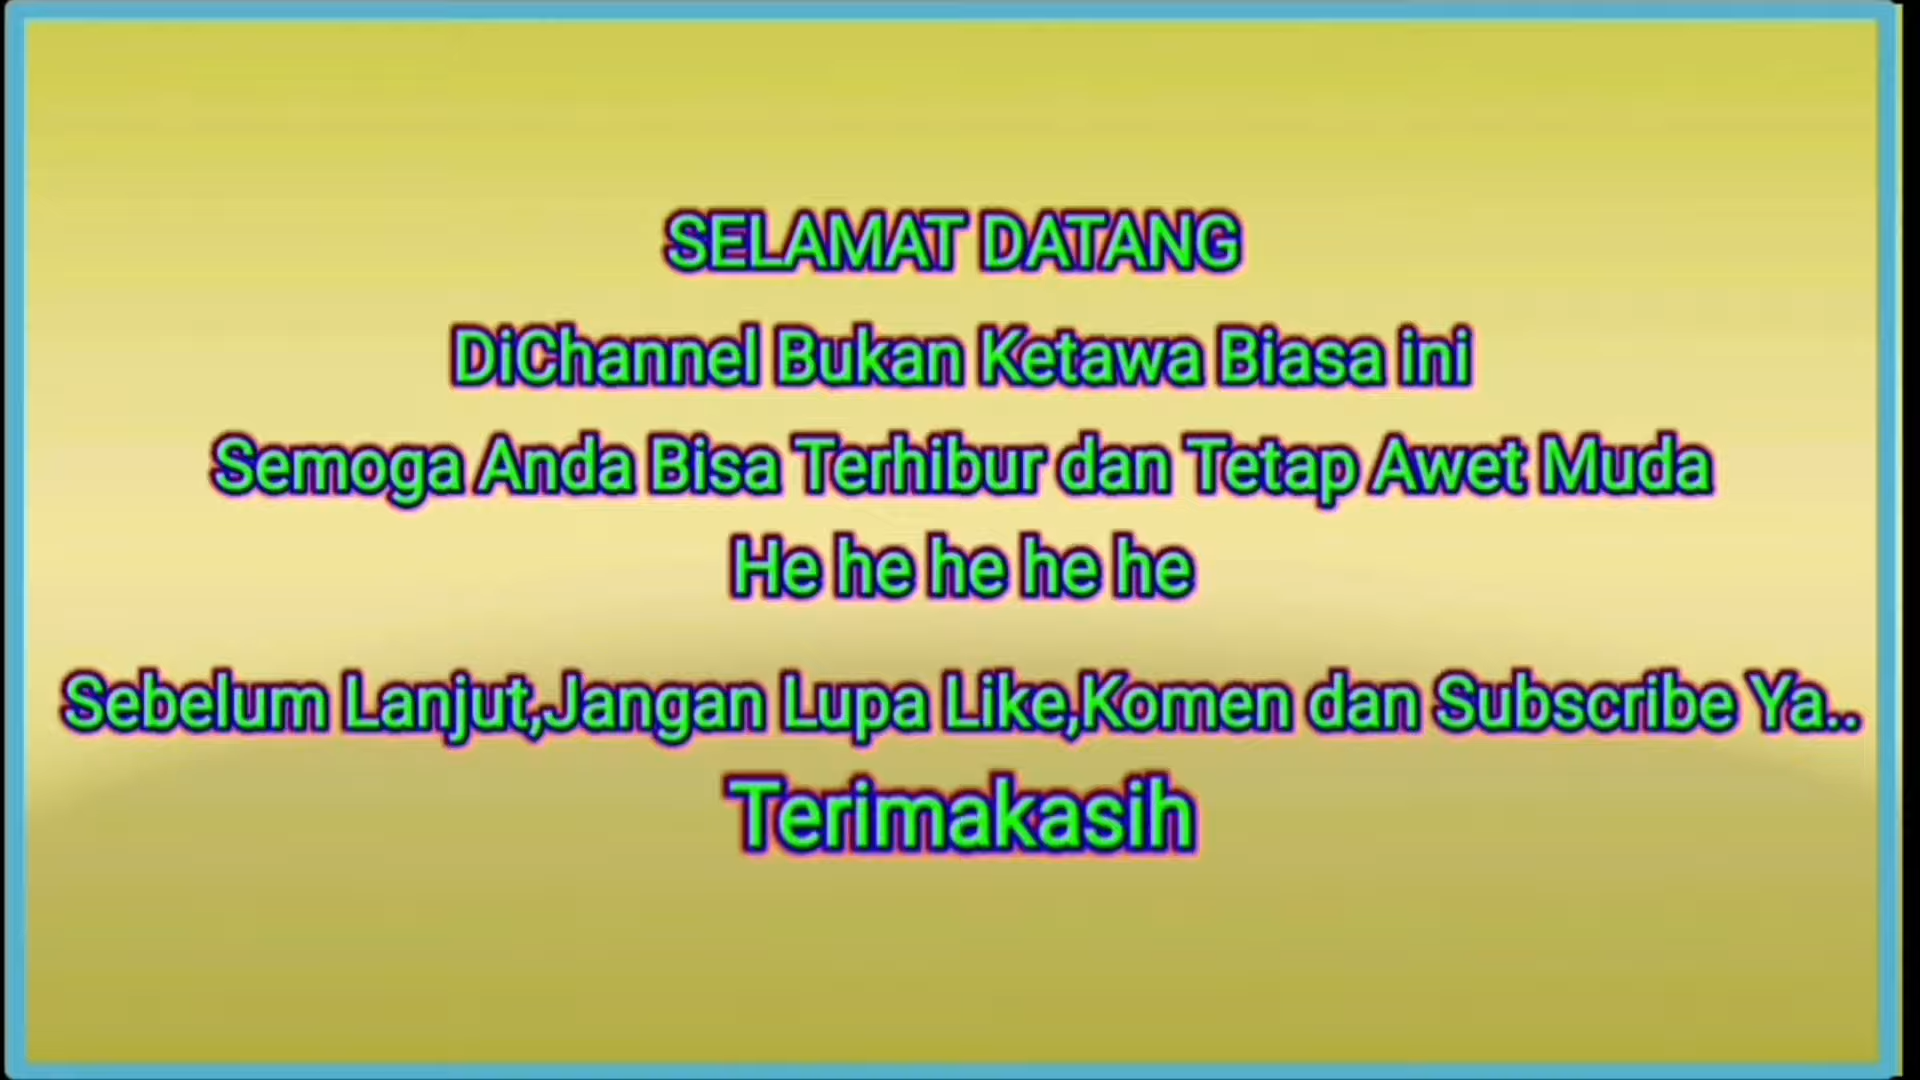 SELAMAT DATANG
DiChannel Bukan Ketawa Biasa ini
Semoga Anda Bisa Terhibur dan Tetap Awet Muda
He he he he he
Sebelum Lanjut,Jangan Lupa Like,Komen dan Subscribe Ya..
Terimakasih